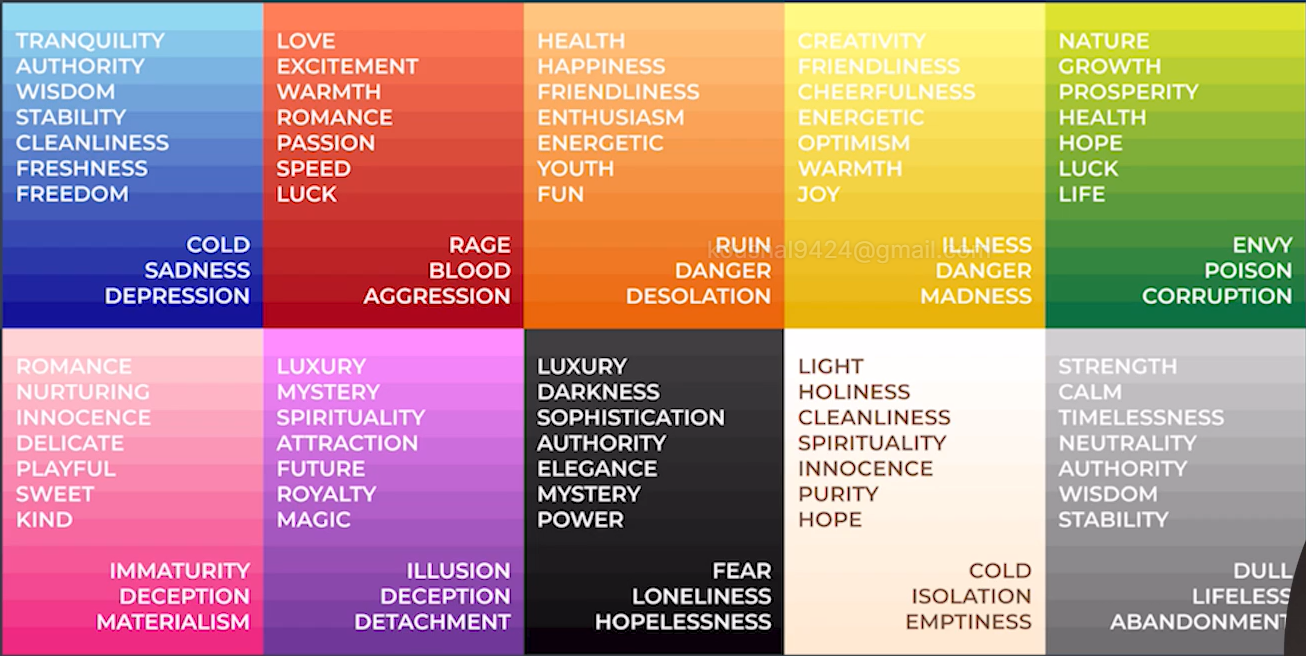 TRANQUILITY
AUTHORITY
WISDOM
STABILITY
CLEANLINESS
FRESHNESS
FREEDOM
COLD
SADNESS
DEPRESSION
LOVE
EXCITEMENT
WARMTH
ROMANCE
PASSION
SPEED
LUCK
RAGE
BLOOD
AGGRESSION
HEALTH
HAPPINESS
FRIENDLINESS
ENTHUSIASM
ENERGETIC
YOUTH
FUN
RUIN
DANGER
DESOLATION
CREATIVITY
FRIENDLINESS
CHEERFULNESS
ENERGETIC
OPTIMISM
WARMTH
JOY
ILLNESS
DANGER
MADNESS
NATURE
GROWTH
PROSPERITY
HEALTH
HOPE
LUCK
LIFE
ENVY
POISON
CORRUPTION
ROMANCE
NURTURING
INNOCENCE
DELICATE
PLAYFUL
SWEET
KIND
IMMATURITY
DECEPTION
MATERIALISM
LUXURY
MYSTERY
SPIRITUALITY
ATTRACTION
FUTURE
ROYALTY
MAGIC
ILLUSION
DECEPTION
DETACHMENT
LUXURY
DARKNESS
SOPHISTICATION
AUTHORITY
ELEGANCE
MYSTERY
POWER
FEAR
LONELINESS
HOPELESSNESS
LIGHT
HOLINESS
CLEANLINESS
SPIRITUALITY
INNOCENCE
PURITY
HOPE
COLD
ISOLATION
EMPTINESS
STRENGTH
CALM
TIMELESSNESS
NEUTRALITY
AUTHORITY
WISDOM
STABILITY
DULL
LIFELESS
ABANDONMENT